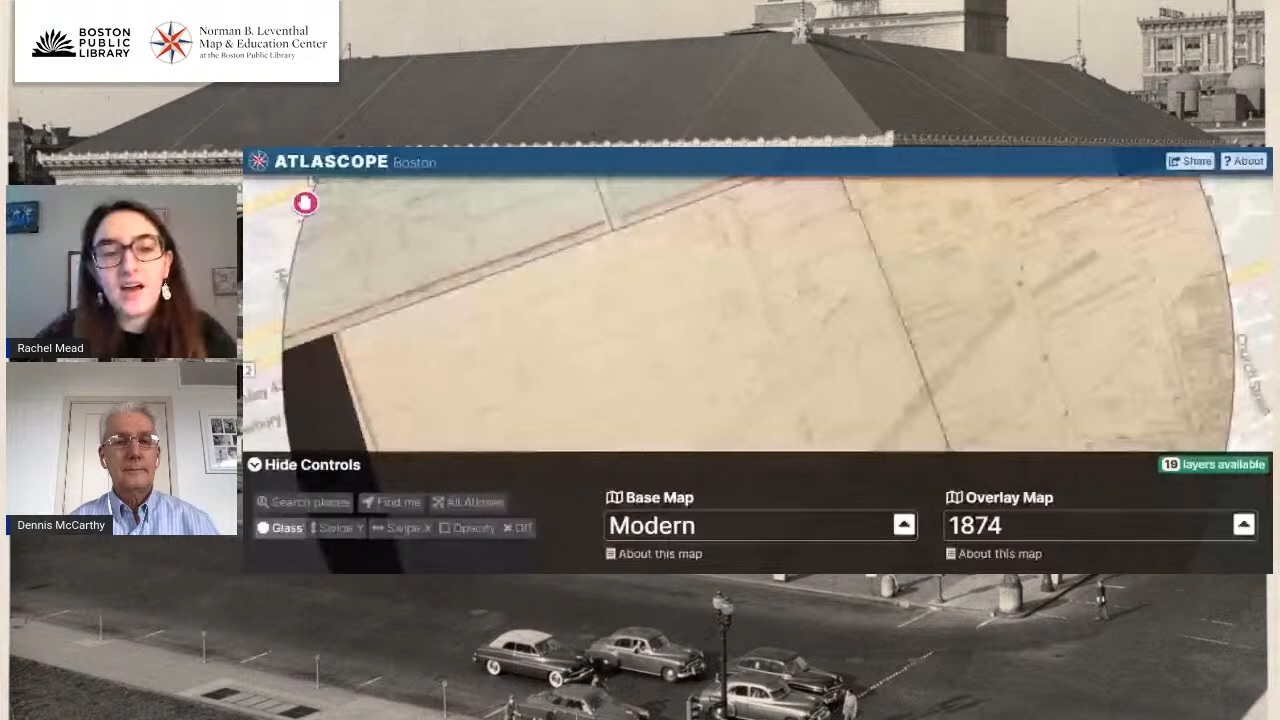 BOSTON
PUBLIC
LIBRARY
Norman B. Leventhal
Map & Education Center
at the Boston Public Library
ATLASCOPE Boston
Share
? About
Rachel Mead
Church Street
Hide Controls
19 layers available
Search places
Find me
All Atlases
Glass
Swipe Y
Swipe X
Opacity
Off
Base Map
Modern
About this map
Overlay Map
1874
About this map
Dennis McCarthy